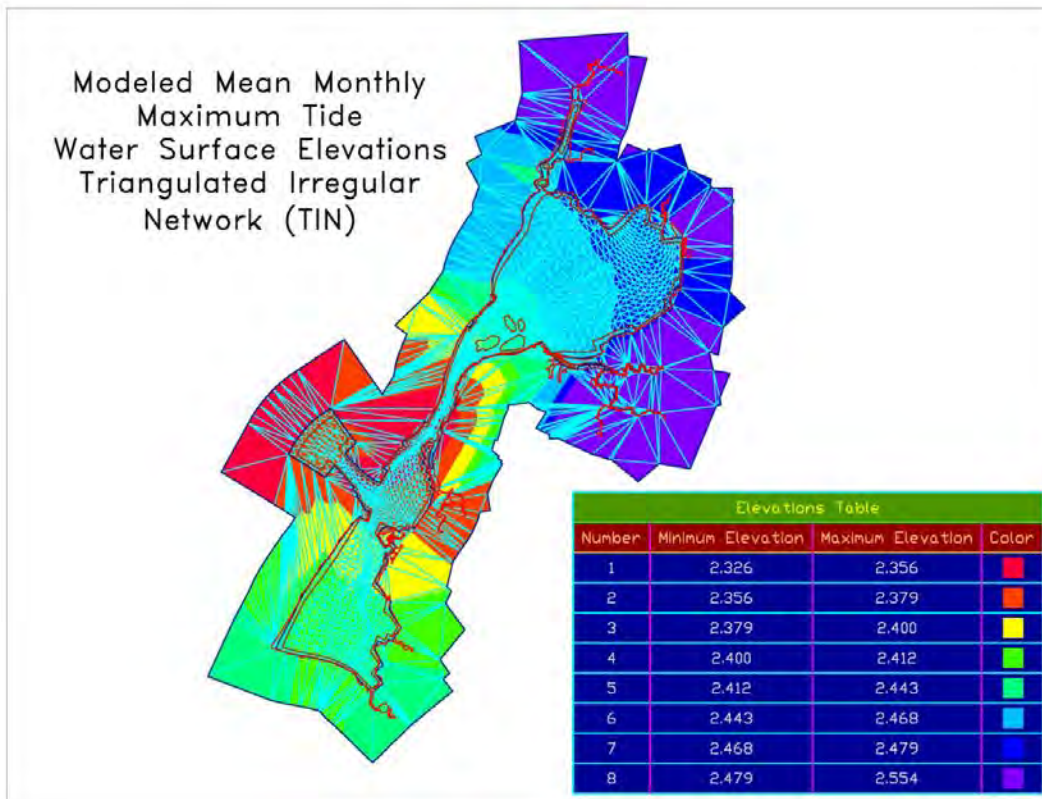 Modeled Mean Monthly
Maximum Tide
Water Surface Elevations
Triangulated Irregular
Network (TIN)
Elevations Table
Number Minimum Elevation Maximum Elevation Color
1 2.326 2.356
2 2.356 2.379
3 2.379 2.400
4 2.400 2.412
5 2.412 2.443
6 2.443 2.468
7 2.468 2.479
8 2.479 2.554